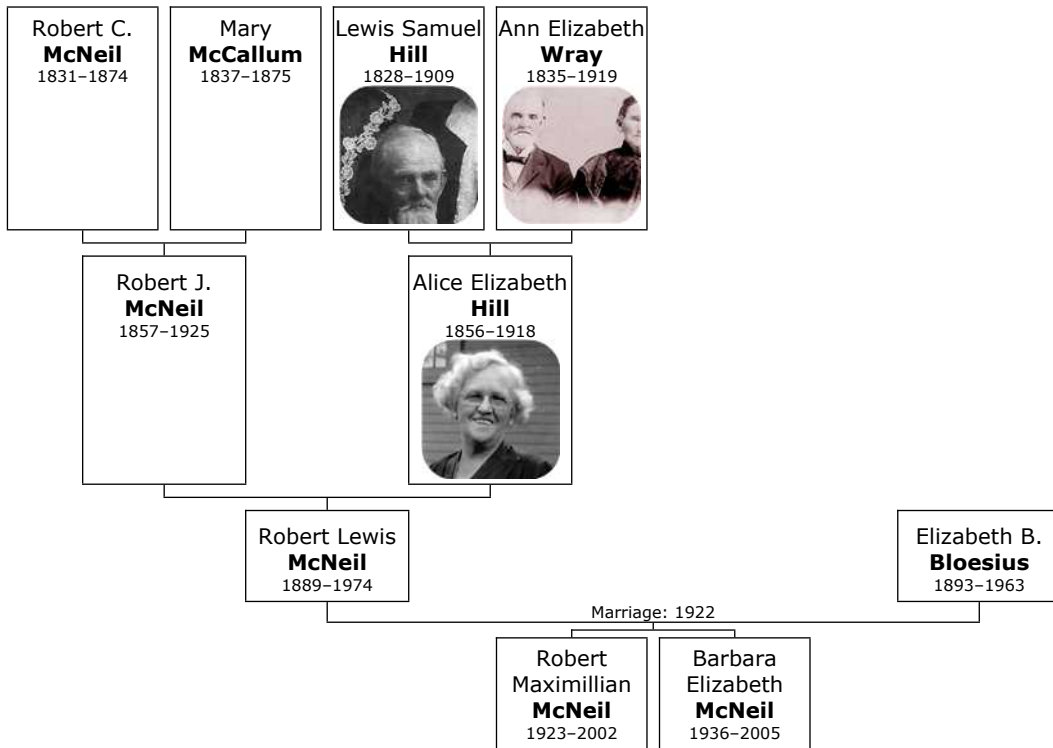 Robert C.
McNeil
1831–1874
Mary
McCallum
1837–1875
Lewis Samuel
Hill
1828–1909
Ann Elizabeth
Wray
1835–1919
Robert J.
McNeil
1857–1925
Alice Elizabeth
Hill
1856–1918
Robert Lewis
McNeil
1889–1974
Elizabeth B.
Bloesius
1893–1963
Marriage: 1922
Robert
Maximillian
McNeil
1923–2002
Barbara
Elizabeth
McNeil
1936–2005